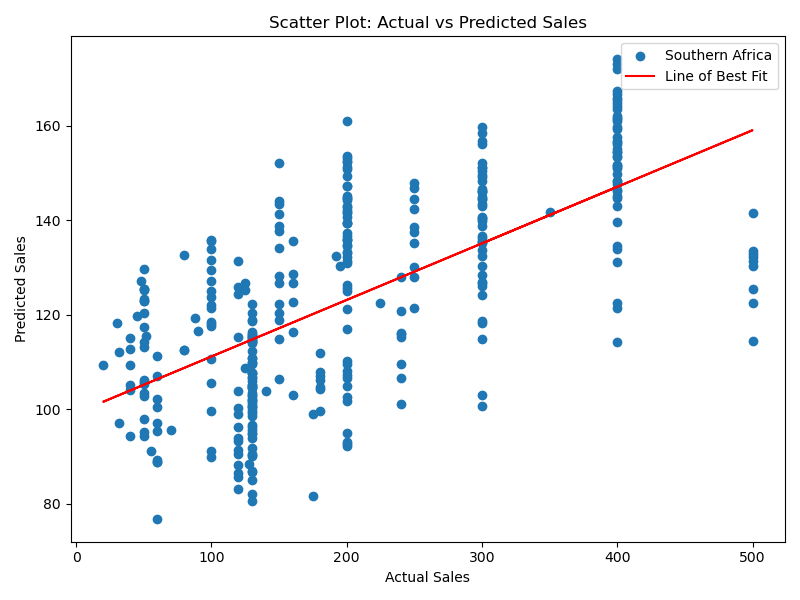 Scatter Plot: Actual vs Predicted Sales
Southern Africa
Line of Best Fit
Predicted Sales
160
140
120
100
80
0 100 200 300 400 500
Actual Sales